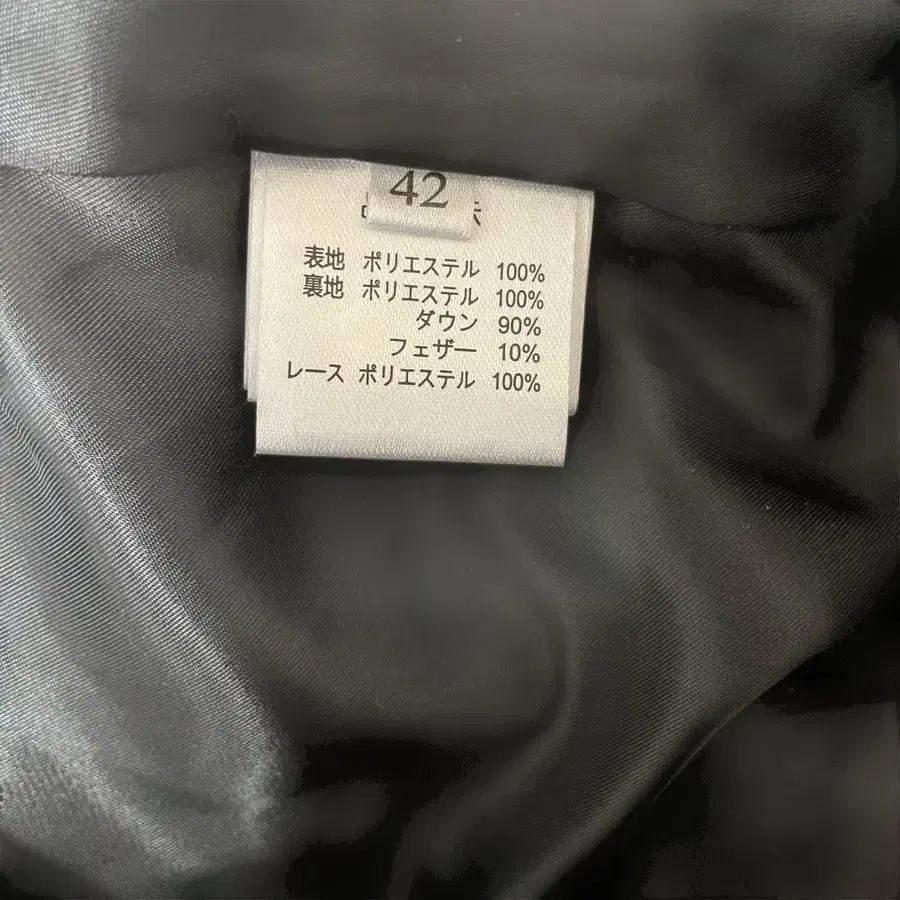 42
表地 ポリエステル 100%
裏地 ポリエステル 100%
ダウン 90%
フェザー 10%
レース ポリエステル 100%